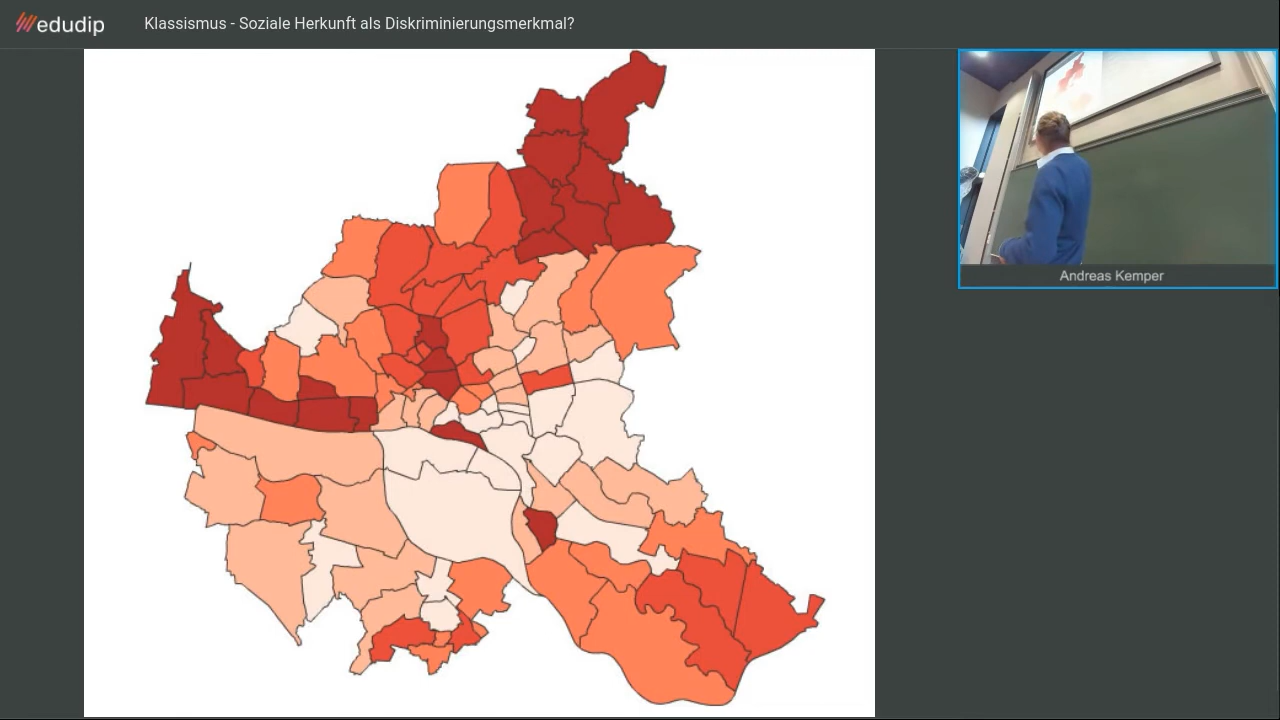 edudip
Klassismus - Soziale Herkunft als Diskriminierungsmerkmal?
Andreas Kemper